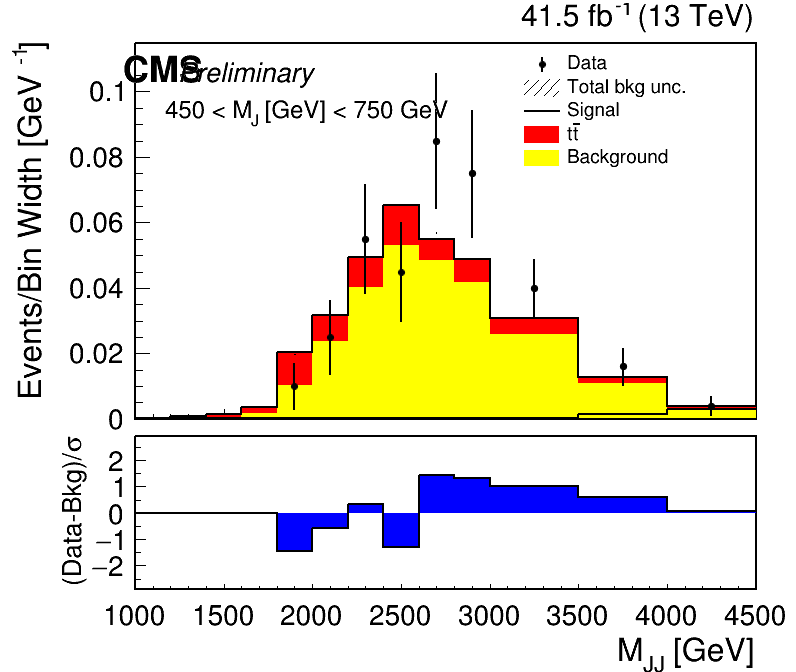 41.5 fb⁻¹ (13 TeV)
CMS Preliminary
450 < M_J [GeV] < 750 GeV
Data
Total bkg unc.
Signal
tt̄
Background
Events/Bin Width [GeV⁻¹]
0.1
0.08
0.06
0.04
0.02
0
(Data-Bkg)/σ
2
1
0
−1
−2
1000 1500 2000 2500 3000 3500 4000 4500
M_JJ [GeV]